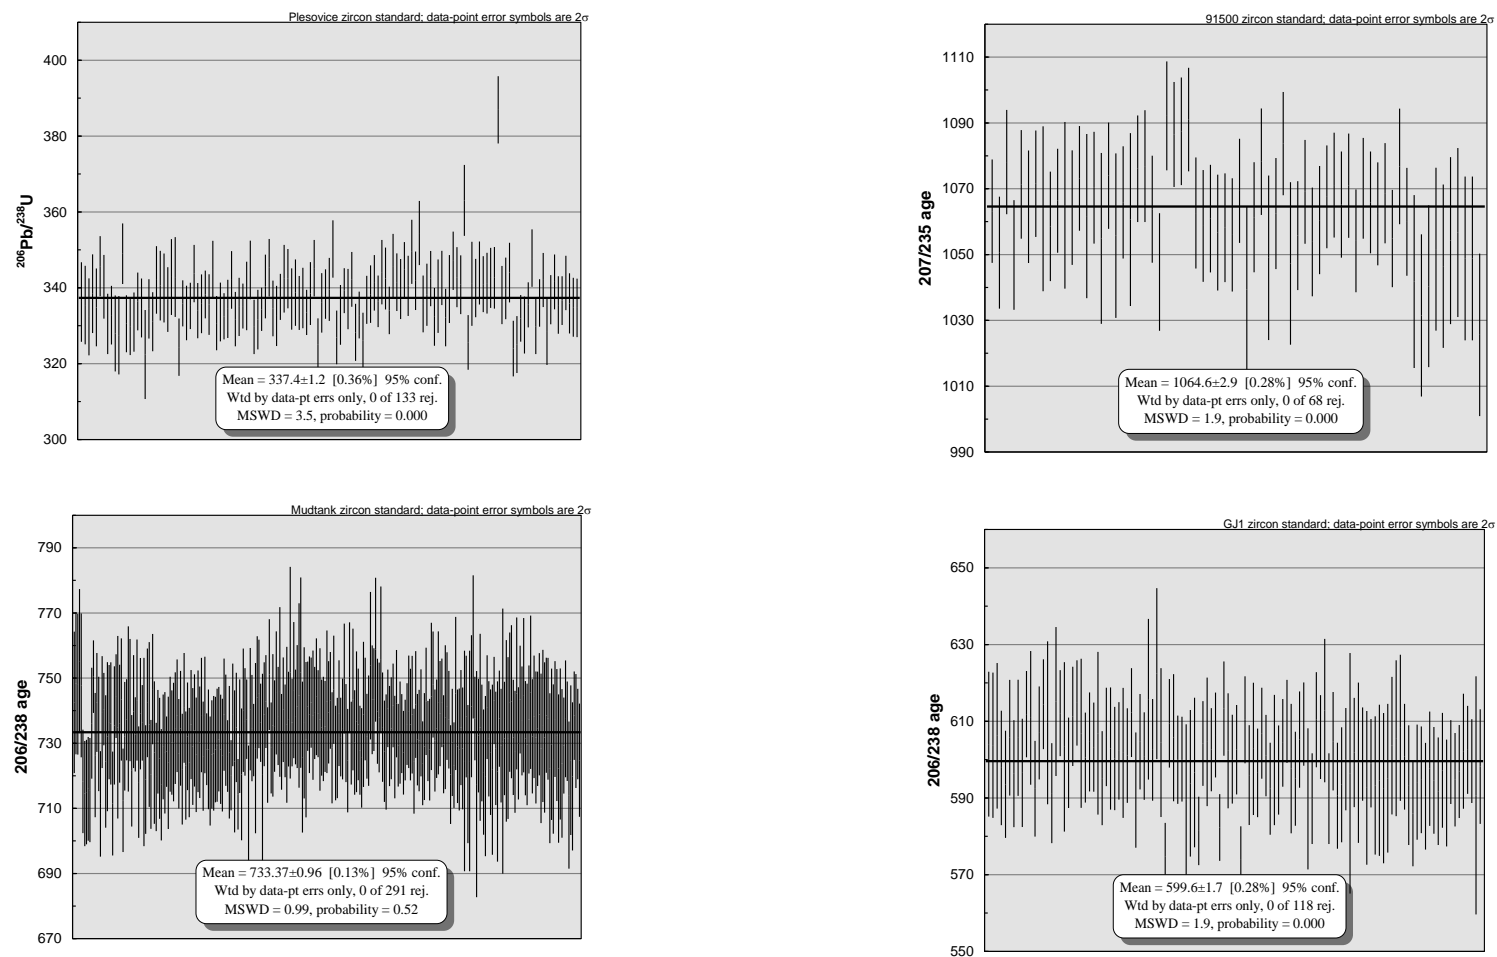 Plesovice zircon standard; data-point error symbols are 2σ
400
380
360
340
320
300
206Pb/238U
Mean = 337.4±1.2 [0.36%] 95% conf.
Wtd by data-pt errs only, 0 of 133 rej.
MSWD = 3.5, probability = 0.000
91500 zircon standard; data-point error symbols are 2σ
1110
1090
1070
1050
1030
1010
990
207/235 age
Mean = 1064.6±2.9 [0.28%] 95% conf.
Wtd by data-pt errs only, 0 of 68 rej.
MSWD = 1.9, probability = 0.000
Mudtank zircon standard; data-point error symbols are 2σ
790
770
750
730
710
690
670
206/238 age
Mean = 733.37±0.96 [0.13%] 95% conf.
Wtd by data-pt errs only, 0 of 291 rej.
MSWD = 0.99, probability = 0.52
GJ1 zircon standard; data-point error symbols are 2σ
650
630
610
590
570
550
206/238 age
Mean = 599.6±1.7 [0.28%] 95% conf.
Wtd by data-pt errs only, 0 of 118 rej.
MSWD = 1.9, probability = 0.000